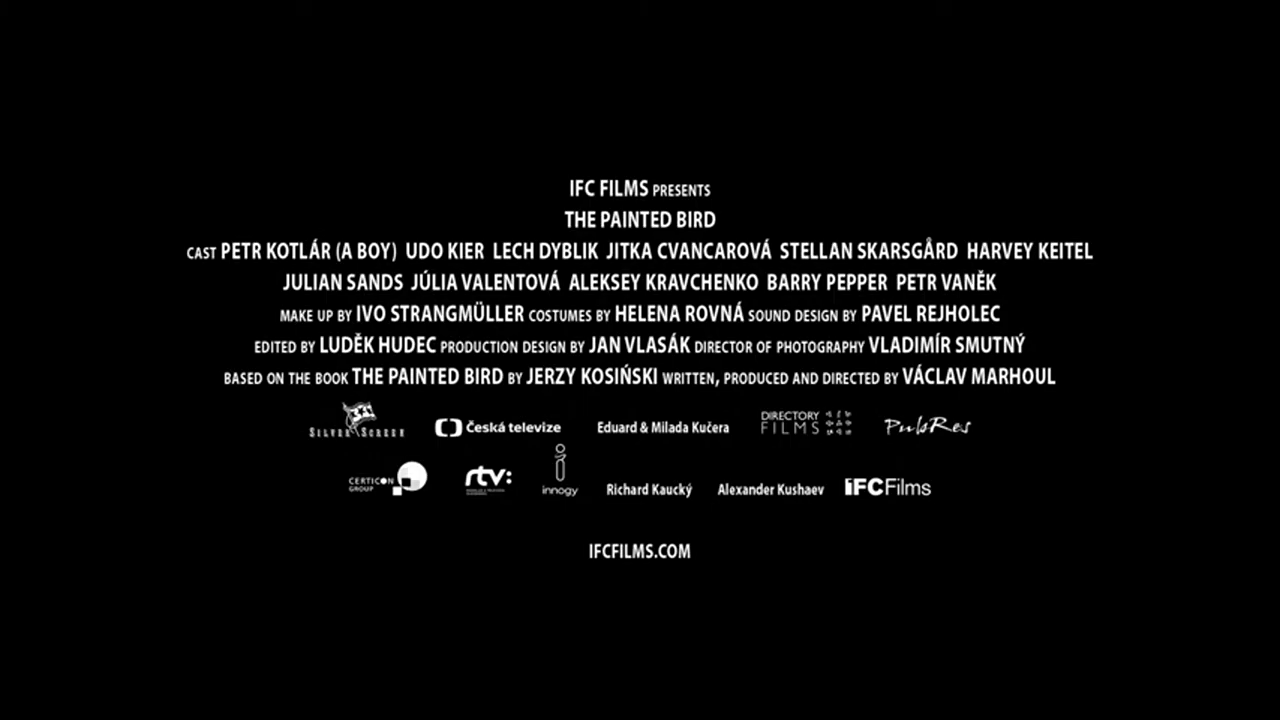 IFC FILMS PRESENTS
THE PAINTED BIRD
CAST PETR KOTLÁR (A BOY) UDO KIER LECH DYBLIK JITKA CVANCAROVÁ STELLAN SKARSGÅRD HARVEY KEITEL
JULIAN SANDS JÚLIA VALENTOVÁ ALEKSEY KRAVCHENKO BARRY PEPPER PETR VANĚK
MAKE UP BY IVO STRANGMÜLLER COSTUMES BY HELENA ROVNÁ SOUND DESIGN BY PAVEL REJHOLEC
EDITED BY LUDĚK HUDEC PRODUCTION DESIGN BY JAN VLASÁK DIRECTOR OF PHOTOGRAPHY VLADIMÍR SMUTNÝ
BASED ON THE BOOK THE PAINTED BIRD BY JERZY KOSIŃSKI WRITTEN, PRODUCED AND DIRECTED BY VÁCLAV MARHOUL
SILVER SCREEN Česká televize Eduard & Milada Kučera DIRECTORY FILMS PubRes
CERTICON GROUP rtv: innogy Richard Kaucký Alexander Kushaev IFC Films
IFCFILMS.COM